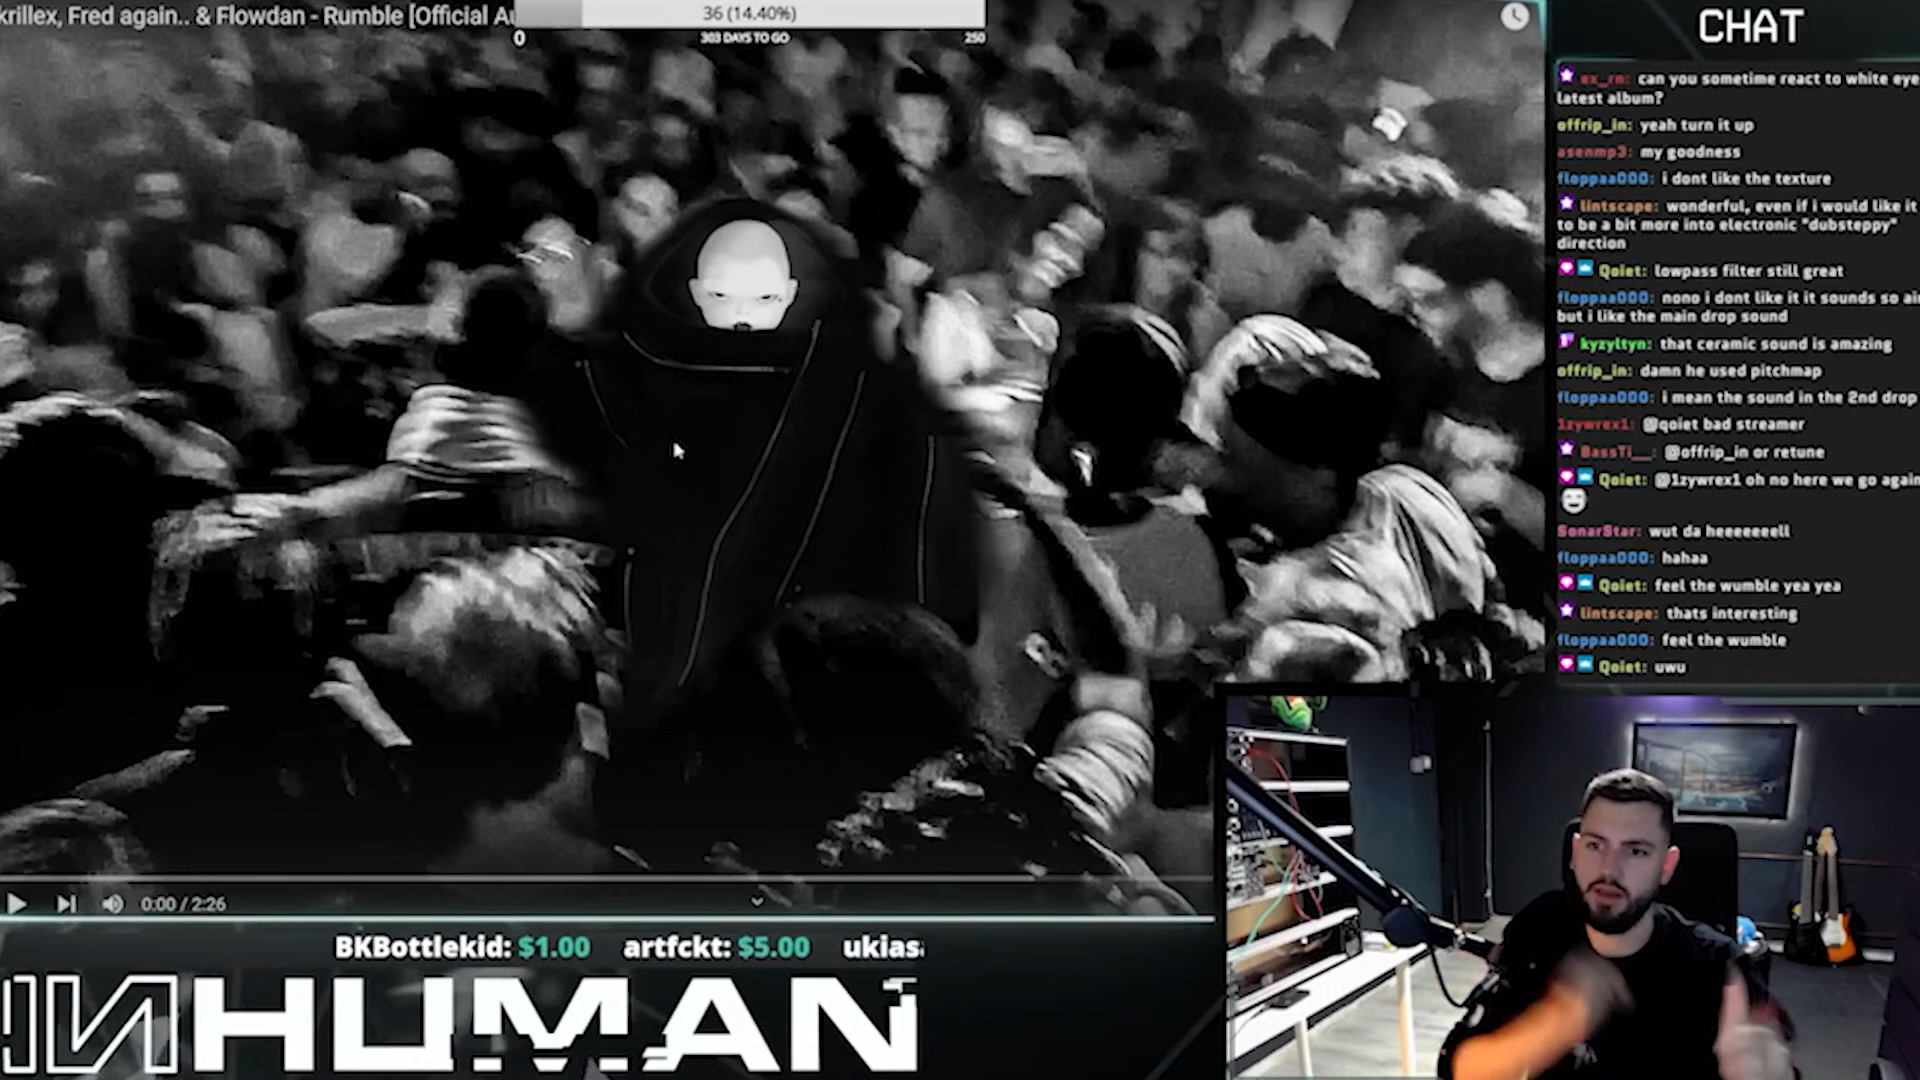 krillex, Fred again.. & Flowdan - Rumble [Official Au
36 (14.40%)
0
303 DAYS TO GO
250
CHAT
ex_rn: can you sometime react to white eye
latest album?
offrip_in: yeah turn it up
asenmp3: my goodness
floppaa000: i dont like the texture
lintscape: wonderful, even if i would like it
to be a bit more into electronic "dubsteppy"
direction
Qoiet: lowpass filter still great
floppaa000: nono i dont like it it sounds so air
but i like the main drop sound
kyzyltyn: that ceramic sound is amazing
offrip_in: damn he used pitchmap
floppaa000: i mean the sound in the 2nd drop
1zywrex1: @qoiet bad streamer
BassTi__: @offrip_in or retune
Qoiet: @1zywrex1 oh no here we go again
SonarStar: wut da heeeeeeell
floppaa000: hahaa
Qoiet: feel the wumble yea yea
lintscape: thats interesting
floppaa000: feel the wumble
Qoiet: uwu
0:00 / 2:26
BKBottlekid: $1.00 artfckt: $5.00 ukias
INHUMAN